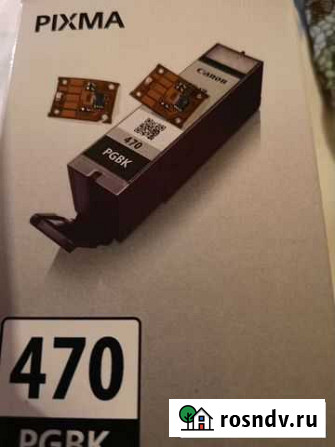 PIXMA
Canon
470
PGBK
470
PGBK
rosndv.ru